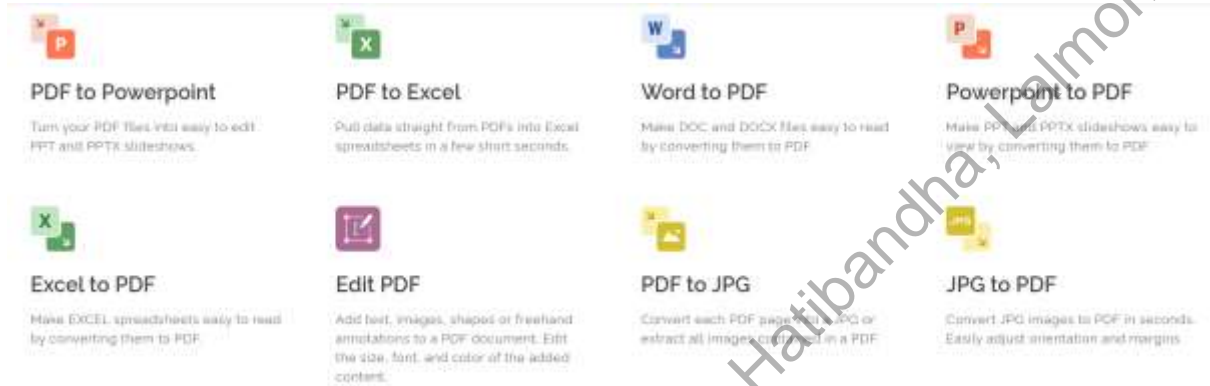 P
X
W
P
PDF to Powerpoint
PDF to Excel
Word to PDF
Powerpoint to PDF
Turn your PDF files into easy to edit
PPT and PPTX slideshows.
Pull data straight from PDFs into Excel
spreadsheets in a few short seconds.
Make DOC and DOCX files easy to read
by converting them to PDF.
Make PPT and PPTX slideshows easy to
view by converting them to PDF.
X
JPG
Excel to PDF
Edit PDF
PDF to JPG
JPG to PDF
Make EXCEL spreadsheets easy to read
by converting them to PDF.
Add text, images, shapes or freehand
annotations to a PDF document. Edit
the size, font, and color of the added
content.
Convert each PDF page into a JPG or
extract all images contained in a PDF.
Convert JPG images to PDF in seconds.
Easily adjust orientation and margins.
Hatibandha, Lalmon